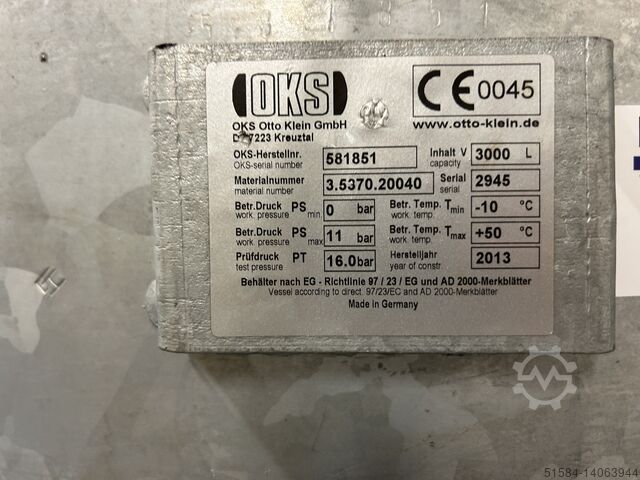 OKS
CE 0045
OKS Otto Klein GmbH
www.otto-klein.de
Kreuztal
OKS-Herstellnr. 581851 Inhalt V 3000 L
OKS-serial number capacity
Materialnummer 3.5370.20040 Serial 2945
material number serial
Betr.Druck PS min. 0 bar Betr. Temp. Tmin -10 °C
work. pressure work. temp.
Betr.Druck PS max 11 bar Betr. Temp. Tmax +50 °C
work. pressure work. temp.
Prüfdruck PT 16.0 bar Herstelljahr 2013
test pressure year of constr.
Behälter nach EG - Richtlinie 97 / 23 / EG und AD 2000-Merkblätter
Vessel according to direct. 97/23/EC and AD 2000-Merkblätter
Made in Germany
51584-14063944